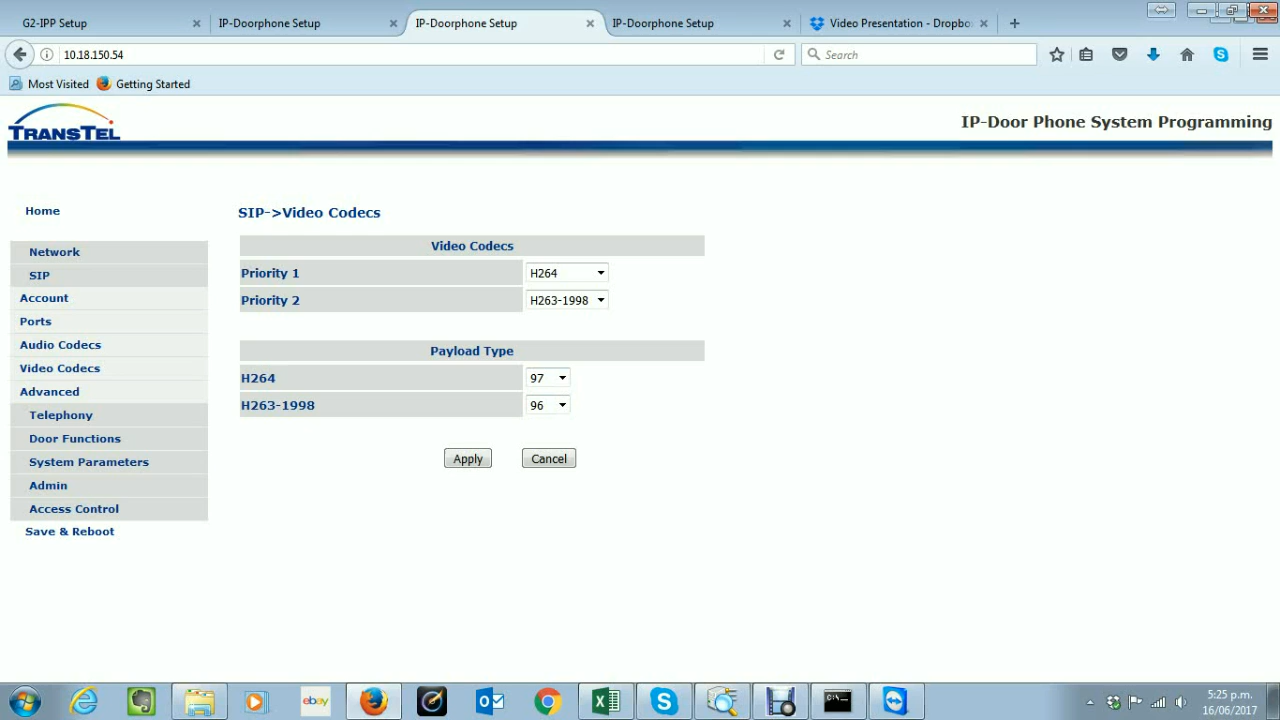 G2-IPP Setup
IP-Doorphone Setup
IP-Doorphone Setup
IP-Doorphone Setup
Video Presentation - Dropbo
10.18.150.54
Search
Most Visited
Getting Started
TRANSTEL
IP-Door Phone System Programming
Home
SIP->Video Codecs
Network
SIP
Account
Ports
Audio Codecs
Video Codecs
Advanced
Telephony
Door Functions
System Parameters
Admin
Access Control
Save & Reboot
Video Codecs
Priority 1 H264
Priority 2 H263-1998
Payload Type
H264 97
H263-1998 96
Apply Cancel
ebay
5:25 p.m.
16/06/2017